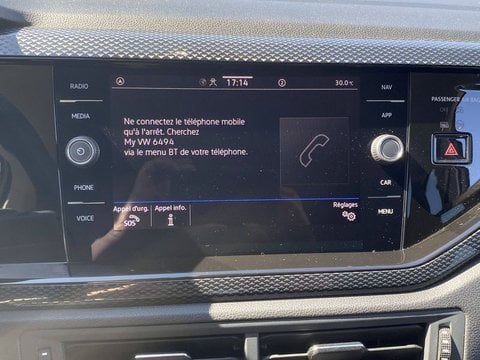 RADIO
MEDIA
PHONE
VOICE
17:14
2
30.0°C
Ne connectez le téléphone mobile
qu'à l'arrêt. Cherchez
My VW 6494
via le menu BT de votre téléphone.
Appel d'urg.
SOS
Appel info.
Réglages
NAV
APP
CAR
MENU
PASSENGER AIR BAG